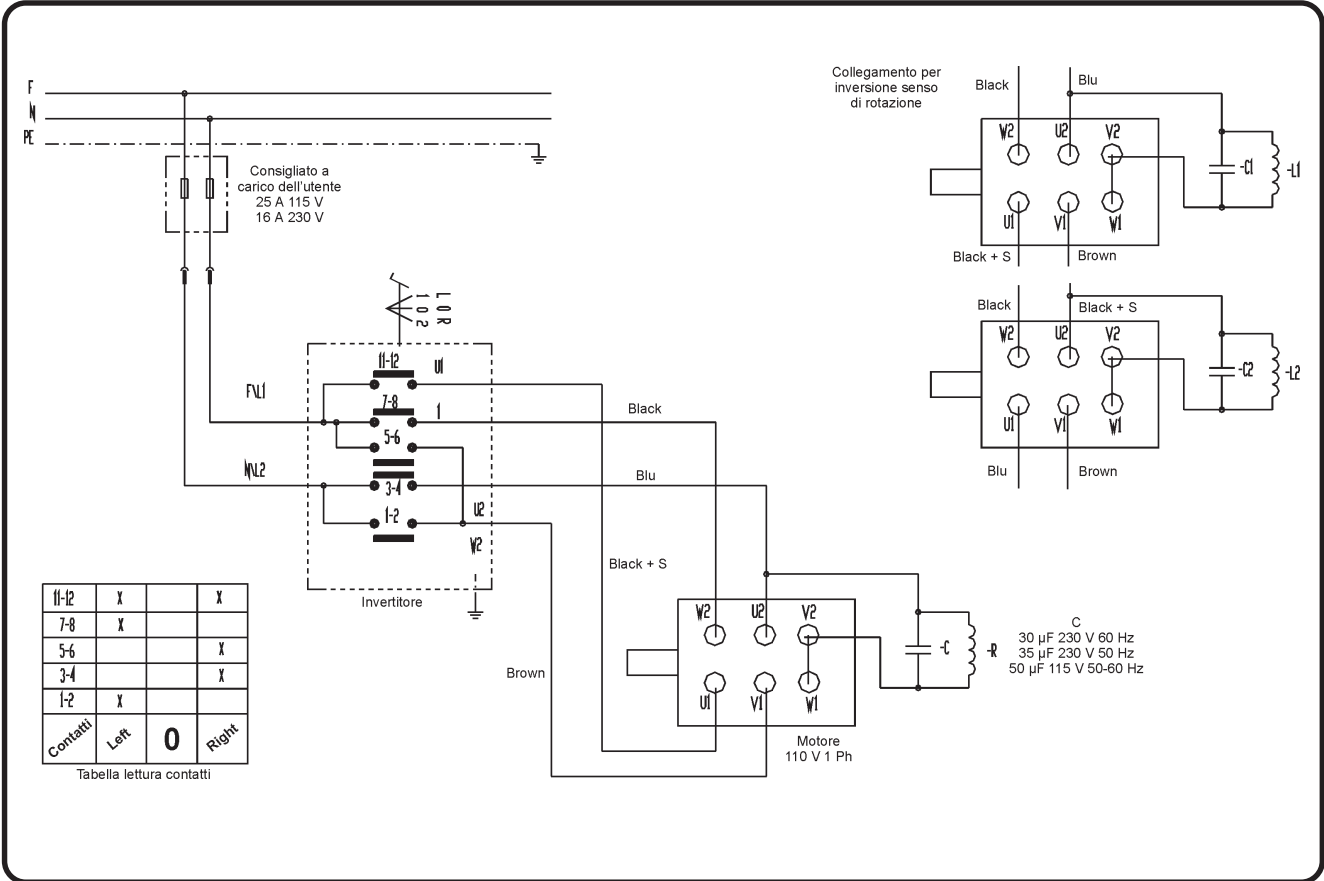 F
N
PE
Consigliato a
carico dell'utente
25 A 115 V
16 A 230 V
L 0 R
1 0 2
11-12
U1
F\L1
7-8
1
Black
5-6
N\L2
3-4
Blu
U2
1-2
W2
Invertitore
Black + S
Brown
W2 U2 V2
U1 V1 W1
-C
-R
C
30 µF 230 V 60 Hz
35 µF 230 V 50 Hz
50 µF 115 V 50-60 Hz
Motore
110 V 1 Ph
11-12 X X
7-8 X
5-6 X
3-4 X
1-2 X
Contatti Left 0 Right
Tabella lettura contatti
Collegamento per
inversione senso
di rotazione
Black
Blu
W2 U2 V2
-C1
-L1
U1 V1 W1
Black + S
Brown
Black
Black + S
W2 U2 V2
-C2
-L2
U1 V1 W1
Blu
Brown